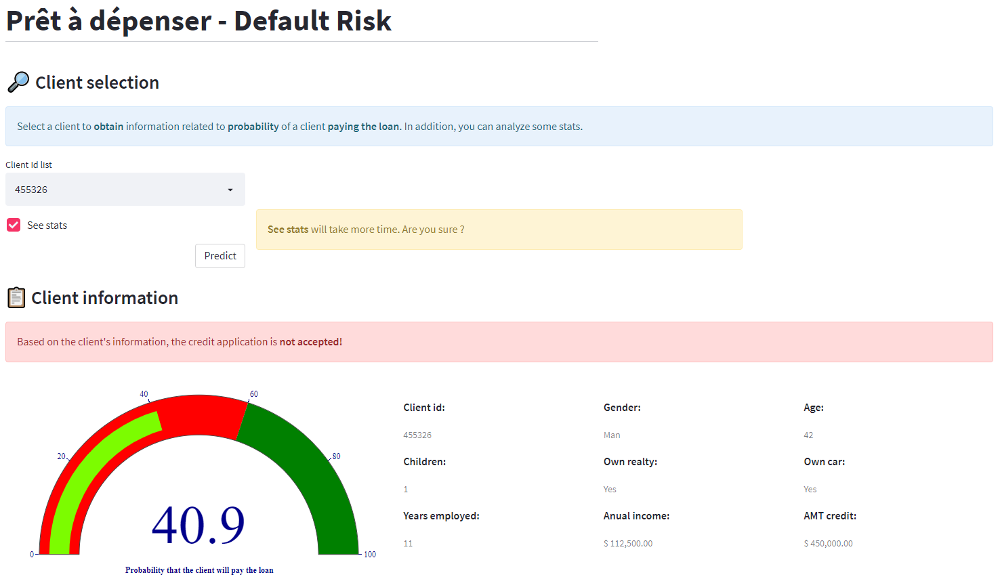 Prêt à dépenser - Default Risk
Client selection
Select a client to obtain information related to probability of a client paying the loan. In addition, you can analyze some stats.
Client Id list
455326
See stats
See stats will take more time. Are you sure ?
Predict
Client information
Based on the client's information, the credit application is not accepted!
0
20
40
60
80
100
40.9
Probability that the client will pay the loan
Client id:
455326
Gender:
Man
Age:
42
Children:
1
Own realty:
Yes
Own car:
Yes
Years employed:
11
Anual income:
$ 112,500.00
AMT credit:
$ 450,000.00